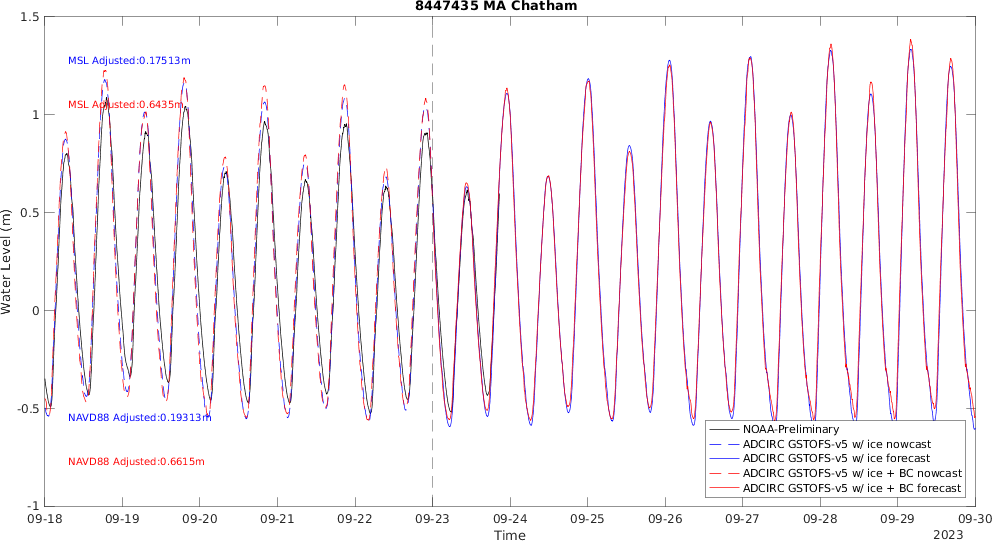 8447435 MA Chatham
1.5
1
0.5
0
-0.5
-1
Water Level (m)
MSL Adjusted:0.17513m
MSL Adjusted:0.6435m
NAVD88 Adjusted:0.19313m
NAVD88 Adjusted:0.6615m
NOAA-Preliminary
ADCIRC GSTOFS-v5 w/ ice nowcast
ADCIRC GSTOFS-v5 w/ ice forecast
ADCIRC GSTOFS-v5 w/ ice + BC nowcast
ADCIRC GSTOFS-v5 w/ ice + BC forecast
09-18 09-19 09-20 09-21 09-22 09-23 09-24 09-25 09-26 09-27 09-28 09-29 09-30
Time
2023